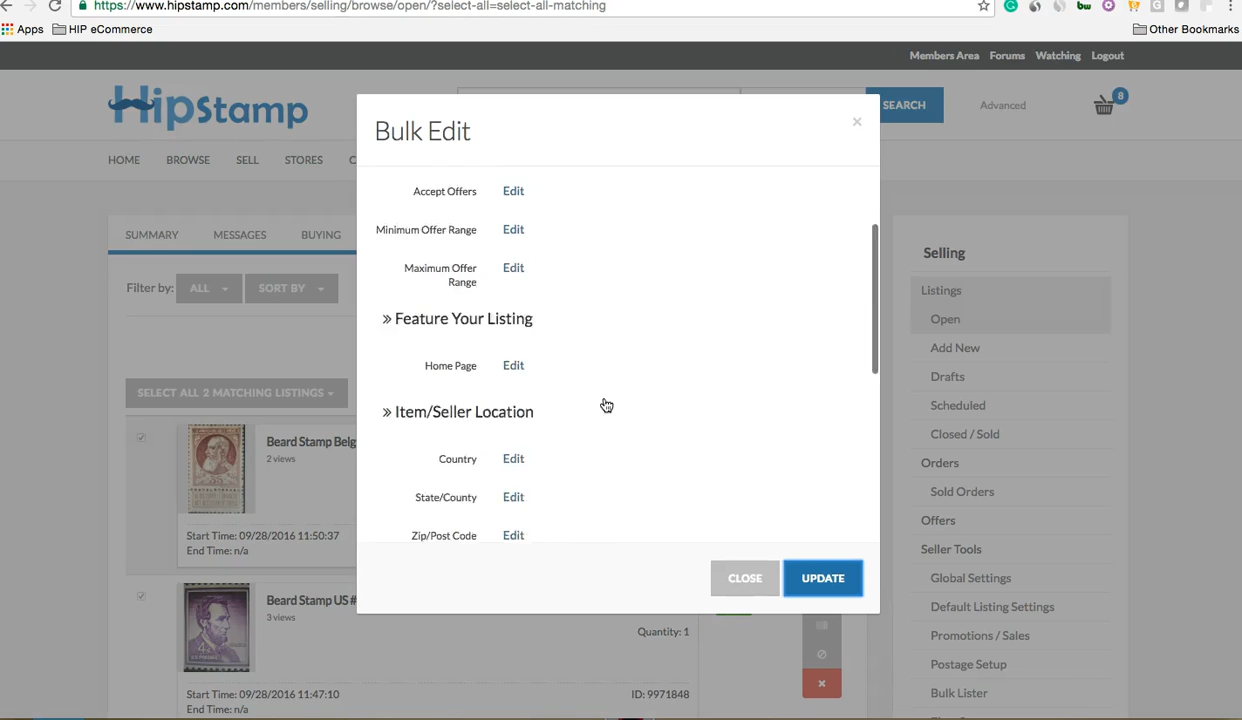 https://www.hipstamp.com/members/selling/browse/open/?select-all=select-all-matching
Apps HIP eCommerce Other Bookmarks
Members Area Forums Watching Logout
HipStamp
SEARCH Advanced 8
HOME BROWSE SELL STORES C
Bulk Edit
×
SUMMARY MESSAGES BUYING
Filter by: ALL SORT BY
SELECT ALL 2 MATCHING LISTINGS
Beard Stamp Belg
2 views
Start Time: 09/28/2016 11:50:37
End Time: n/a
Beard Stamp US #
3 views
Quantity: 1
Start Time: 09/28/2016 11:47:10
ID: 9971848
End Time: n/a
Accept Offers Edit
Minimum Offer Range Edit
Maximum Offer Edit
Range
» Feature Your Listing
Home Page Edit
» Item/Seller Location
Country Edit
State/County Edit
Zip/Post Code Edit
CLOSE UPDATE
Selling
Listings
Open
Add New
Drafts
Scheduled
Closed / Sold
Orders
Sold Orders
Offers
Seller Tools
Global Settings
Default Listing Settings
Promotions / Sales
Postage Setup
Bulk Lister